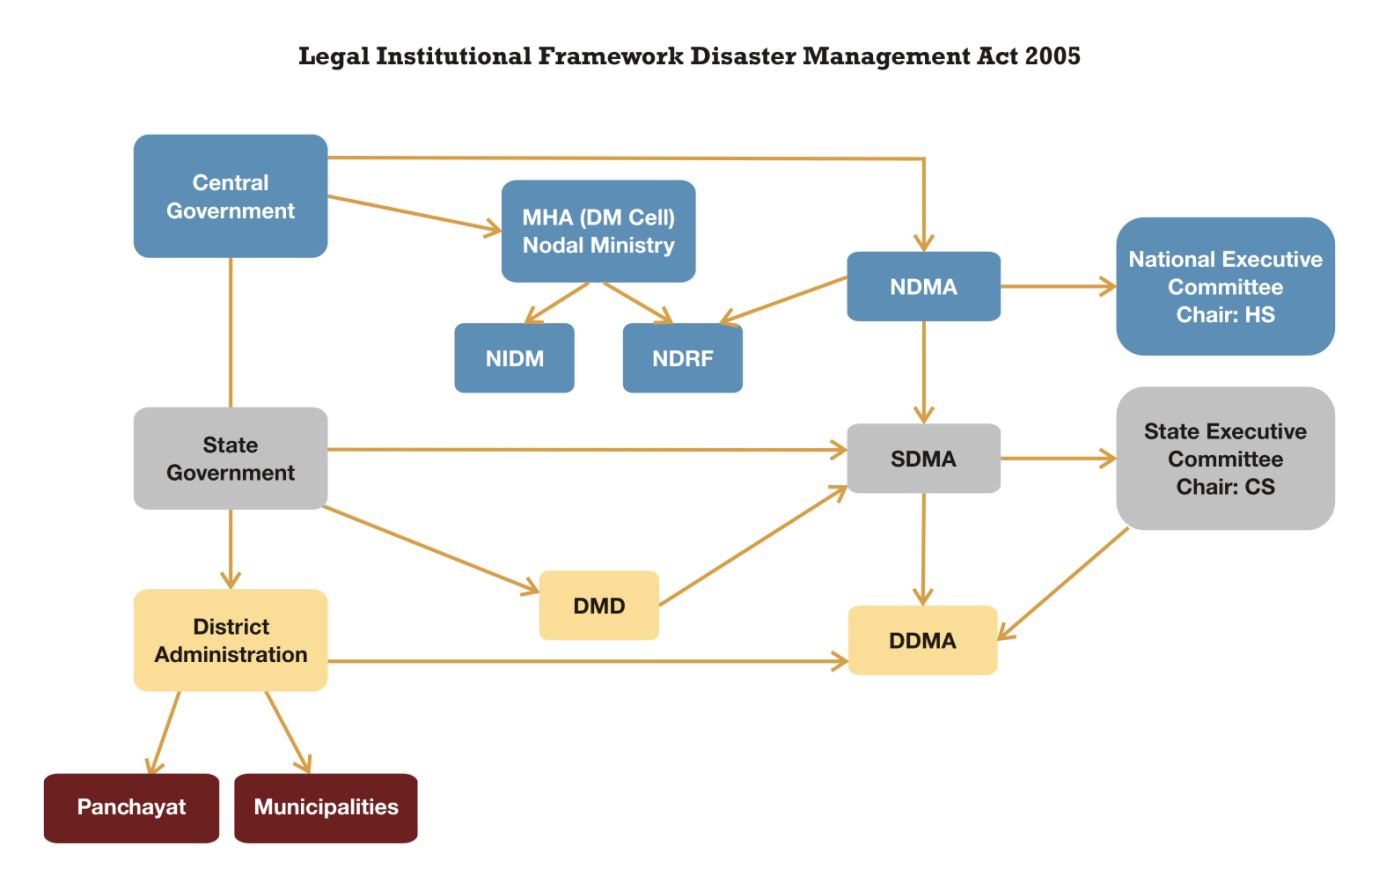 Legal Institutional Framework Disaster Management Act 2005
Central
Government
MHA (DM Cell)
Nodal Ministry
NDMA
National Executive
Committee
Chair: HS
NIDM
NDRF
State
Government
SDMA
State Executive
Committee
Chair: CS
DMD
District
Administration
DDMA
Panchayat
Municipalities